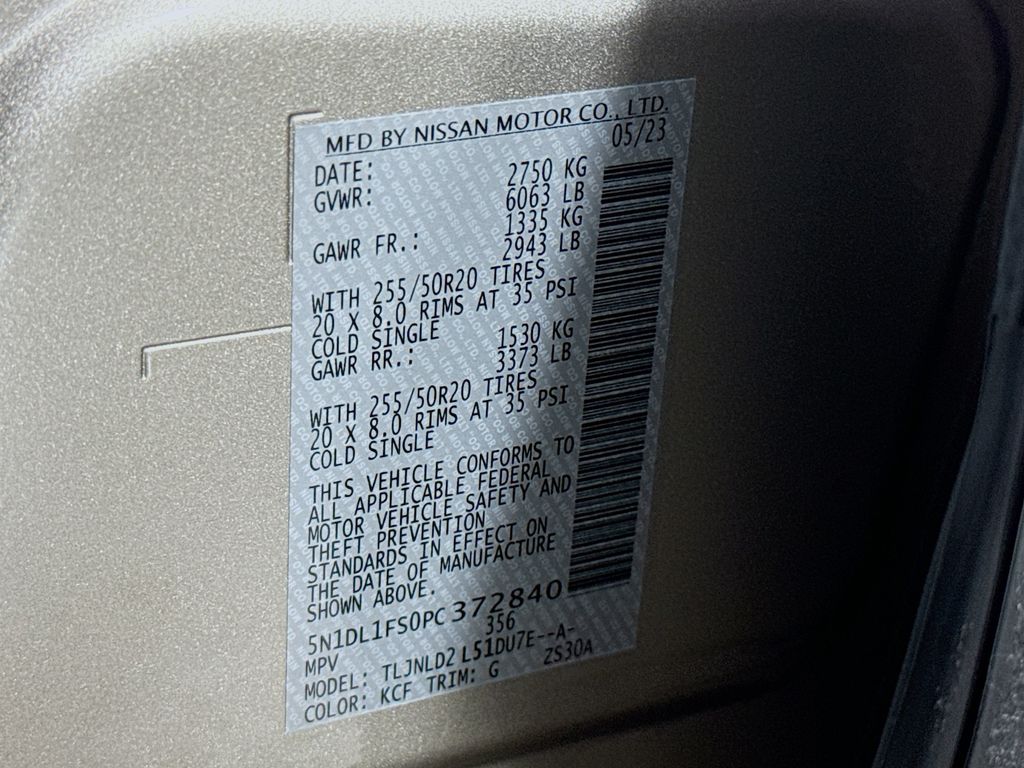 MFD BY NISSAN MOTOR CO., LTD.
DATE: 05/23
GVWR: 2750 KG
6063 LB
GAWR FR.: 1335 KG
2943 LB
WITH 255/50R20 TIRES
20 X 8.0 RIMS AT 35 PSI
COLD SINGLE
GAWR RR.: 1530 KG
3373 LB
WITH 255/50R20 TIRES
20 X 8.0 RIMS AT 35 PSI
COLD SINGLE
THIS VEHICLE CONFORMS TO
ALL APPLICABLE FEDERAL
MOTOR VEHICLE SAFETY AND
THEFT PREVENTION
STANDARDS IN EFFECT ON
THE DATE OF MANUFACTURE
SHOWN ABOVE.
5N1DL1FS0PC372840
MPV 356
MODEL: TLJNLD2 L51DU7E--A-
COLOR: KCF TRIM: G ZS30A